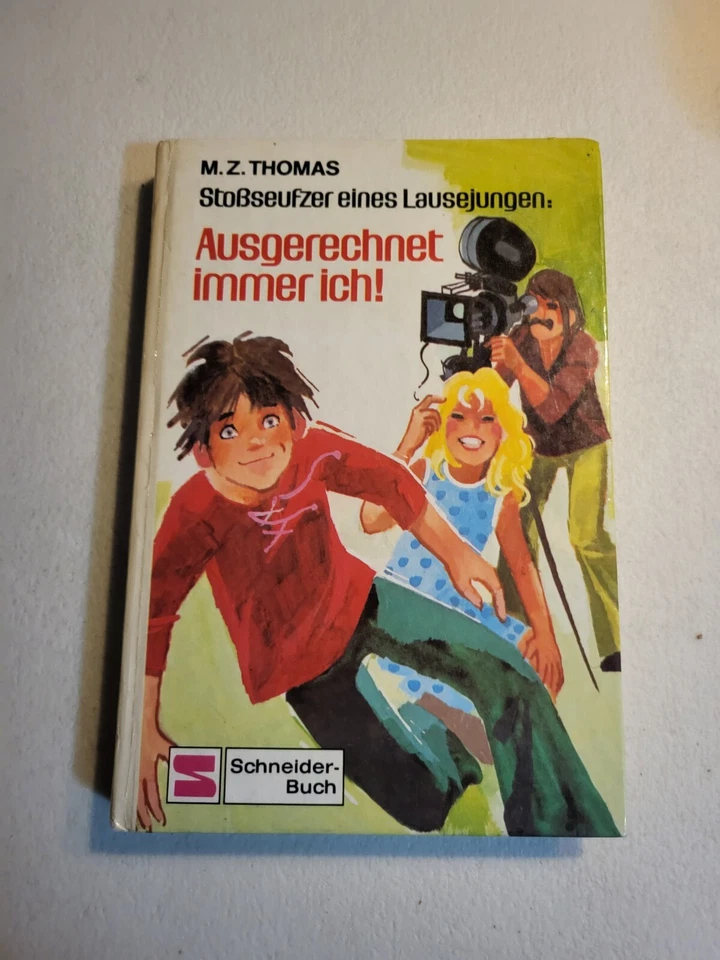 M.Z. THOMAS
Stoßseufzer eines Lausejungen:
Ausgerechnet
immer ich!
Schneider-
Buch